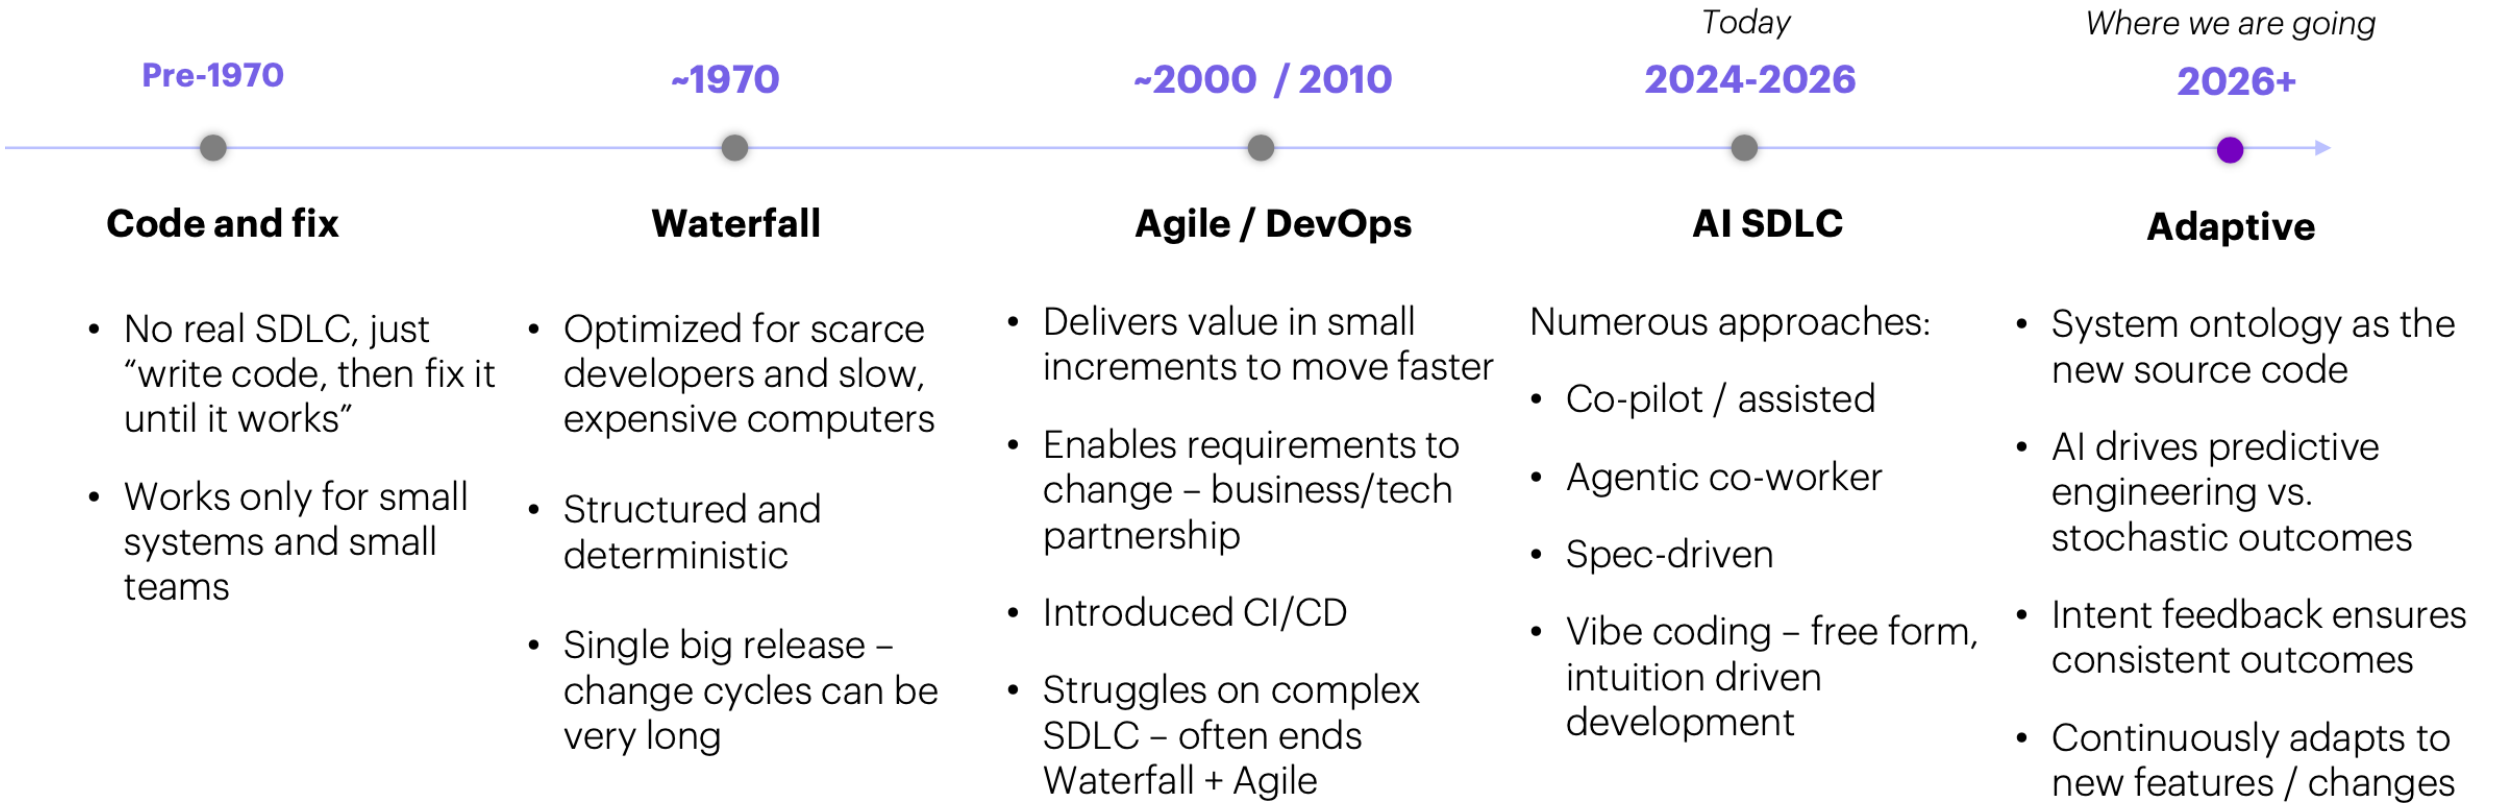 Today
Where we are going
Pre-1970
~1970
~2000 / 2010
2024-2026
2026+
Code and fix
Waterfall
Agile / DevOps
AI SDLC
Adaptive
• No real SDLC, just
“write code, then fix it
until it works”
• Works only for small
systems and small
teams
• Optimized for scarce
developers and slow,
expensive computers
• Structured and
deterministic
• Single big release –
change cycles can be
very long
• Delivers value in small
increments to move faster
• Enables requirements to
change – business/tech
partnership
• Introduced CI/CD
• Struggles on complex
SDLC – often ends
Waterfall + Agile
Numerous approaches:
• Co-pilot / assisted
• Agentic co-worker
• Spec-driven
• Vibe coding – free form,
intuition driven
development
• System ontology as the
new source code
• AI drives predictive
engineering vs.
stochastic outcomes
• Intent feedback ensures
consistent outcomes
• Continuously adapts to
new features / changes